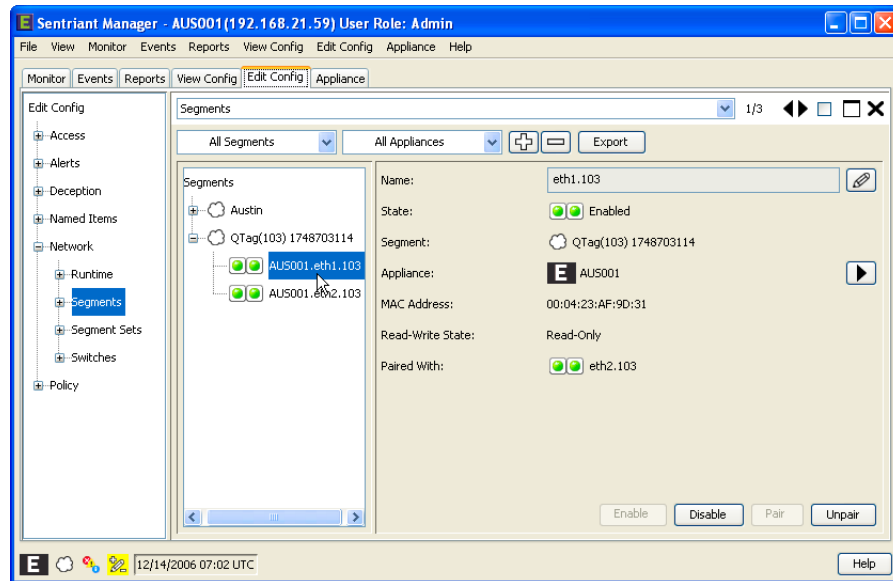 E Sentriant Manager - AUS001(192.168.21.59) User Role: Admin
File View Monitor Events Reports View Config Edit Config Appliance Help
Monitor Events Reports View Config Edit Config Appliance
Edit Config
Access
Alerts
Deception
Named Items
Network
Runtime
Segments
Segment Sets
Switches
Policy
Segments 1/3
All Segments All Appliances Export
Segments
Austin
QTag(103) 1748703114
AUS001.eth1.103
AUS001.eth2.103
Name: eth1.103
State: Enabled
Segment: QTag(103) 1748703114
Appliance: E AUS001
MAC Address: 00:04:23:AF:9D:31
Read-Write State: Read-Only
Paired With: eth2.103
Enable Disable Pair Unpair
E 12/14/2006 07:02 UTC Help